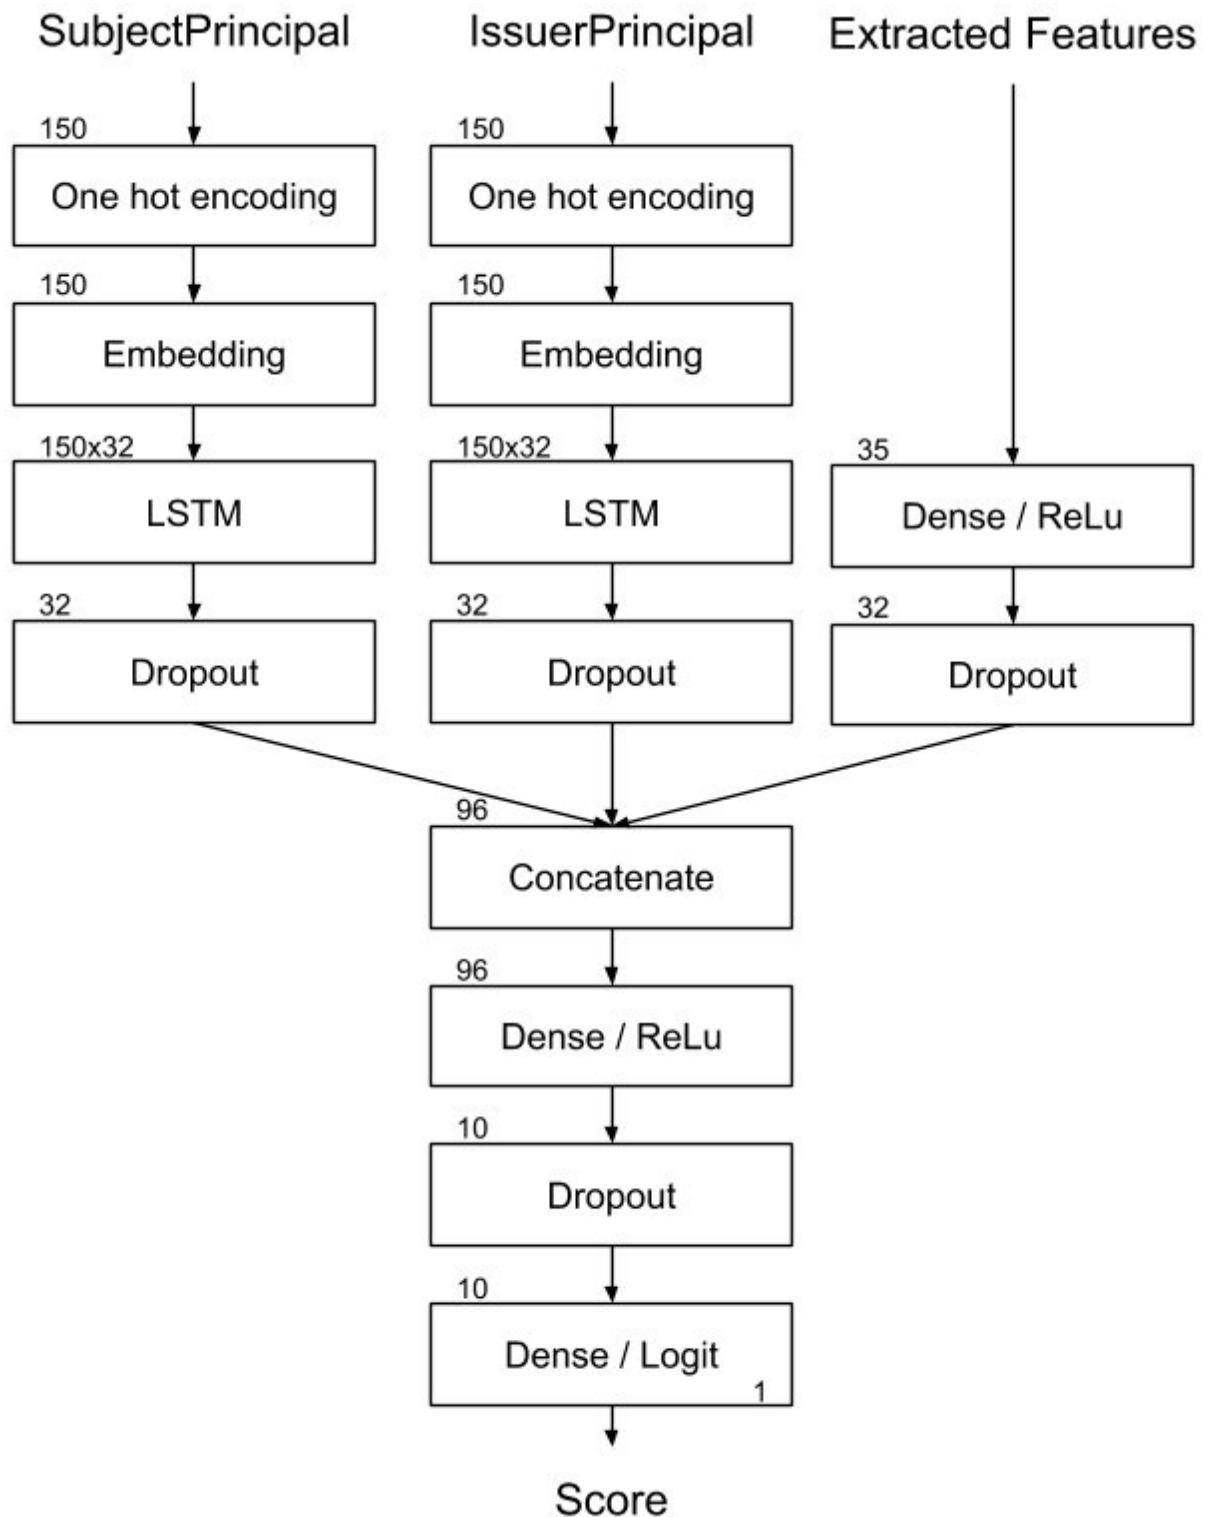 SubjectPrincipal
IssuerPrincipal
Extracted Features
150
One hot encoding
150
One hot encoding
150
Embedding
150
Embedding
150x32
LSTM
150x32
LSTM
35
Dense / ReLu
32
Dropout
32
Dropout
32
Dropout
96
Concatenate
96
Dense / ReLu
10
Dropout
10
Dense / Logit
1
Score